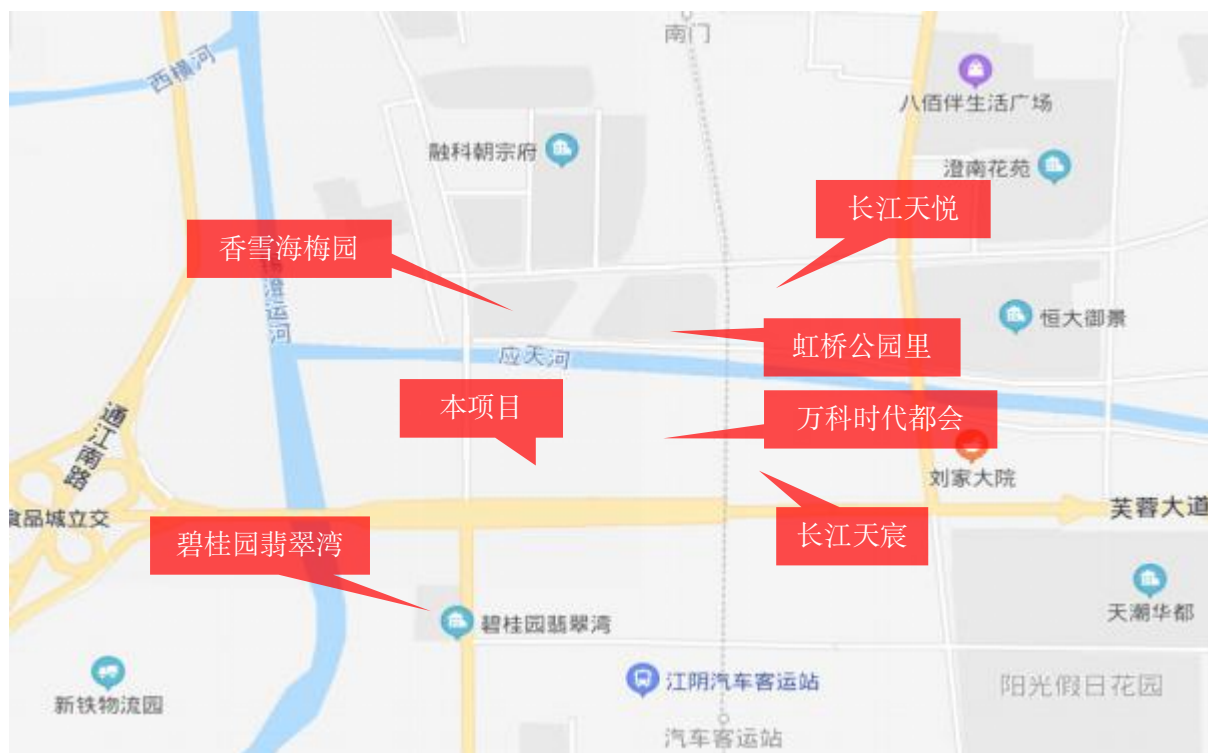 南门
西横河
八佰伴生活广场
融科朝宗府
澄南花苑
长江天悦
香雪海梅园
澄运河
恒大御景
虹桥公园里
应天河
本项目
万科时代都会
通江南路
刘家大院
食品城立交
芙蓉大道
碧桂园翡翠湾
长江天宸
天潮华都
碧桂园翡翠湾
江阴汽车客运站
阳光假日花园
新铁物流园
汽车客运站